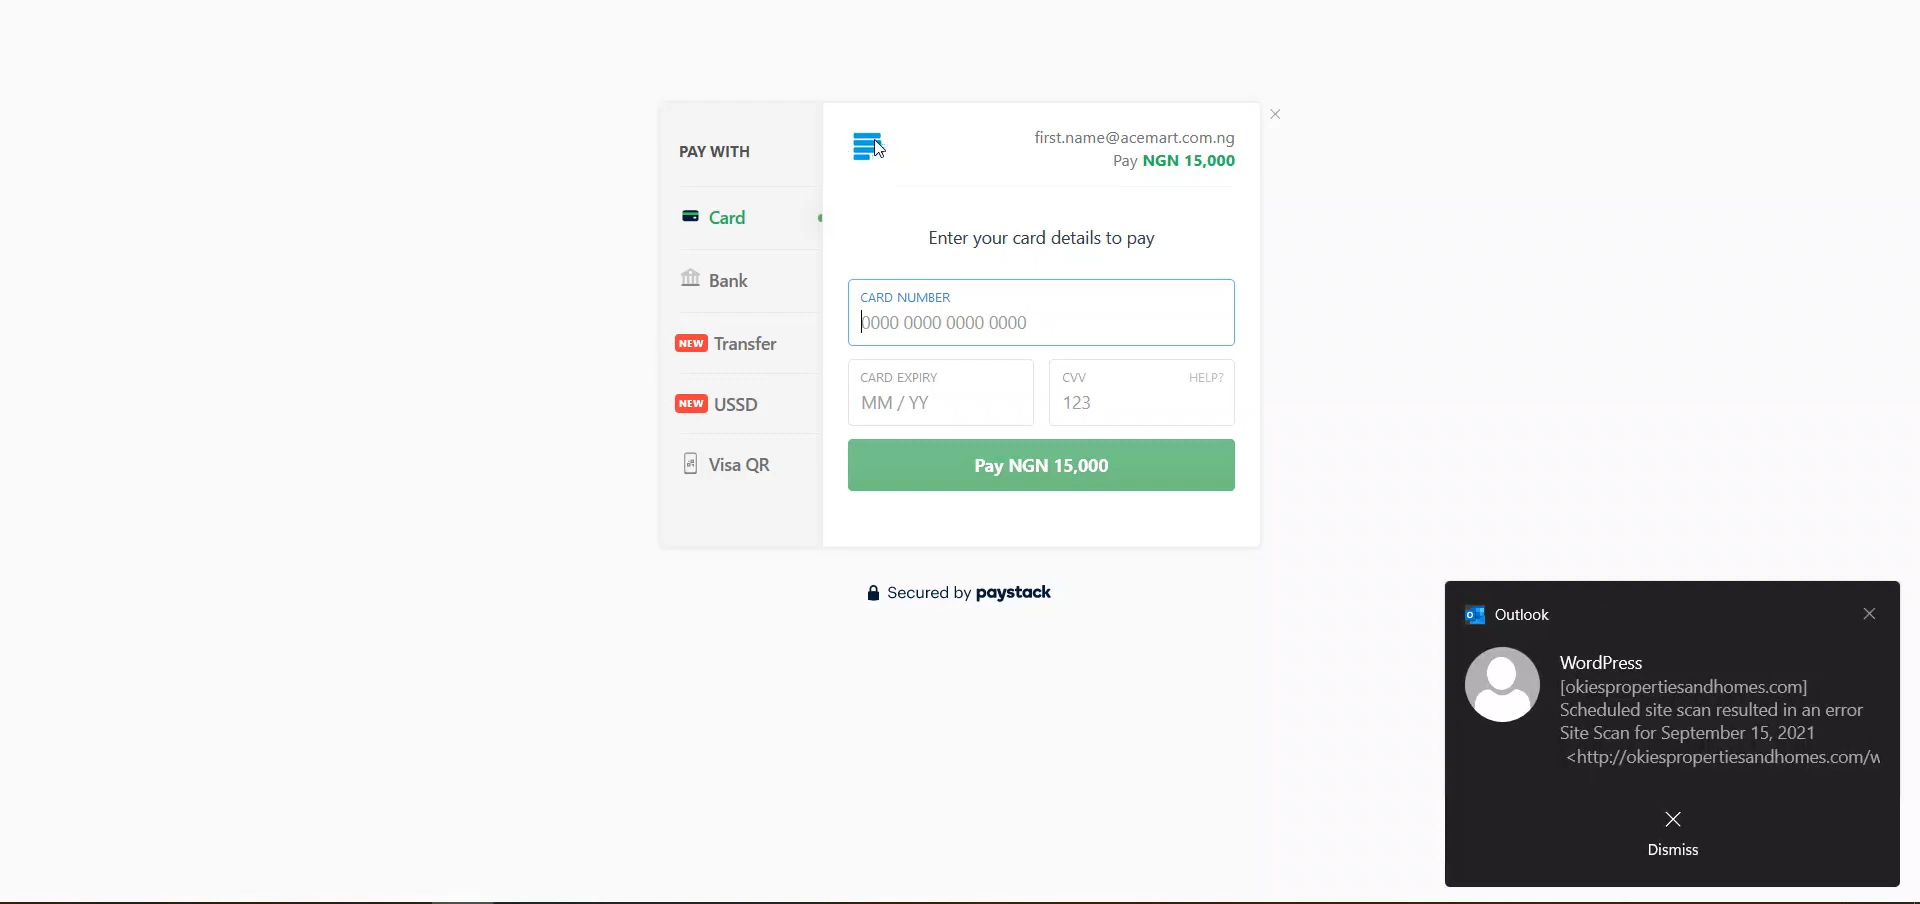 PAY WITH
Card
Bank
NEW Transfer
NEW USSD
Visa QR
first.name@acemart.com.ng
Pay NGN 15,000
Enter your card details to pay
CARD NUMBER
0000 0000 0000 0000
CARD EXPIRY
MM / YY
CVV HELP?
123
Pay NGN 15,000
Secured by paystack
Outlook
WordPress
[okiespropertiesandhomes.com]
Scheduled site scan resulted in an error
Site Scan for September 15, 2021
<http://okiespropertiesandhomes.com/w
Dismiss